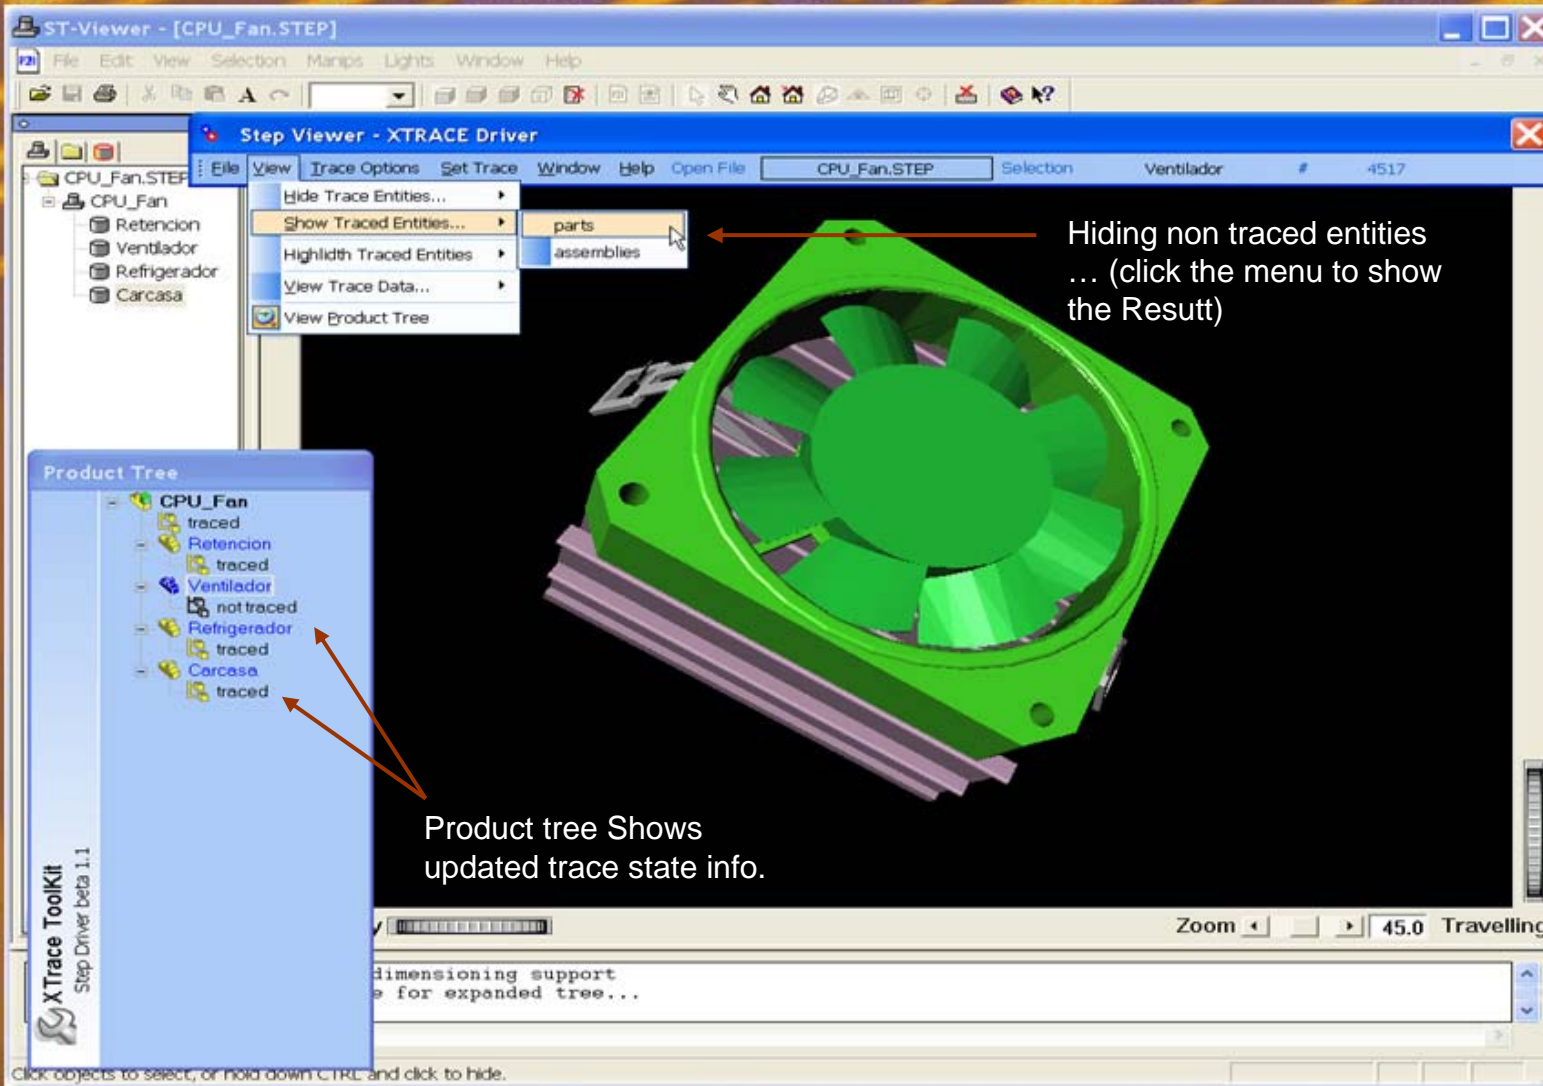 ST-Viewer - [CPU_Fan.STEP]
File Edit View Selection Manips Lights Window Help
Step Viewer - XTRACE Driver
File View Trace Options Set Trace Window Help Open File CPU_Fan.STEP Selection Ventilador # 4517
CPU_Fan.STEP
CPU_Fan
Retencion
Ventilador
Refrigerador
Carcasa
Hide Trace Entities...
Show Traced Entities...
Highlidth Traced Entities
View Trace Data...
View Product Tree
parts
assemblies
Hiding non traced entities
… (click the menu to show
the Resutt)
Product Tree
CPU_Fan
traced
Retencion
traced
Ventilador
not traced
Refrigerador
traced
Carcasa
traced
XTrace ToolKit
Step Driver beta 1.1
Product tree Shows
updated trace state info.
Zoom 45.0 Travelling
dimensioning support
e for expanded tree...
Click objects to select, or hold down CTRL and click to hide.